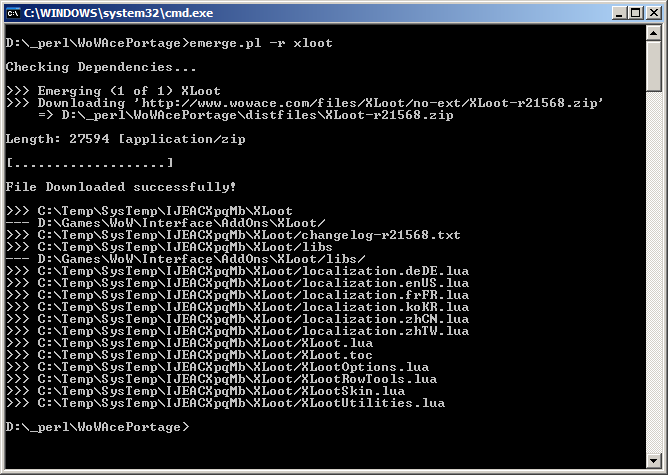 C:\WINDOWS\system32\cmd.exe
D:\_perl\WoWAcePortage>emerge.pl -r xloot
Checking Dependencies...
>>> Emerging (1 of 1) XLoot
>>> Downloading 'http://www.wowace.com/files/XLoot/no-ext/XLoot-r21568.zip'
=> D:\_perl\WoWAcePortage\distfiles\XLoot-r21568.zip
Length: 27594 [application/zip
[...................]
File Downloaded successfully!
>>> C:\Temp\SysTemp\IJEACXpqMb\XLoot
--- D:\Games\WoW\Interface\AddOns\XLoot/
>>> C:\Temp\SysTemp\IJEACXpqMb\XLoot/changelog-r21568.txt
>>> C:\Temp\SysTemp\IJEACXpqMb\XLoot/libs
--- D:\Games\WoW\Interface\AddOns\XLoot/libs/
>>> C:\Temp\SysTemp\IJEACXpqMb\XLoot/localization.deDE.lua
>>> C:\Temp\SysTemp\IJEACXpqMb\XLoot/localization.enUS.lua
>>> C:\Temp\SysTemp\IJEACXpqMb\XLoot/localization.frFR.lua
>>> C:\Temp\SysTemp\IJEACXpqMb\XLoot/localization.koKR.lua
>>> C:\Temp\SysTemp\IJEACXpqMb\XLoot/localization.zhCN.lua
>>> C:\Temp\SysTemp\IJEACXpqMb\XLoot/localization.zhTW.lua
>>> C:\Temp\SysTemp\IJEACXpqMb\XLoot/XLoot.lua
>>> C:\Temp\SysTemp\IJEACXpqMb\XLoot/XLoot.toc
>>> C:\Temp\SysTemp\IJEACXpqMb\XLoot/XLootOptions.lua
>>> C:\Temp\SysTemp\IJEACXpqMb\XLoot/XLootRowTools.lua
>>> C:\Temp\SysTemp\IJEACXpqMb\XLoot/XLootSkin.lua
>>> C:\Temp\SysTemp\IJEACXpqMb\XLoot/XLootUtilities.lua
D:\_perl\WoWAcePortage>